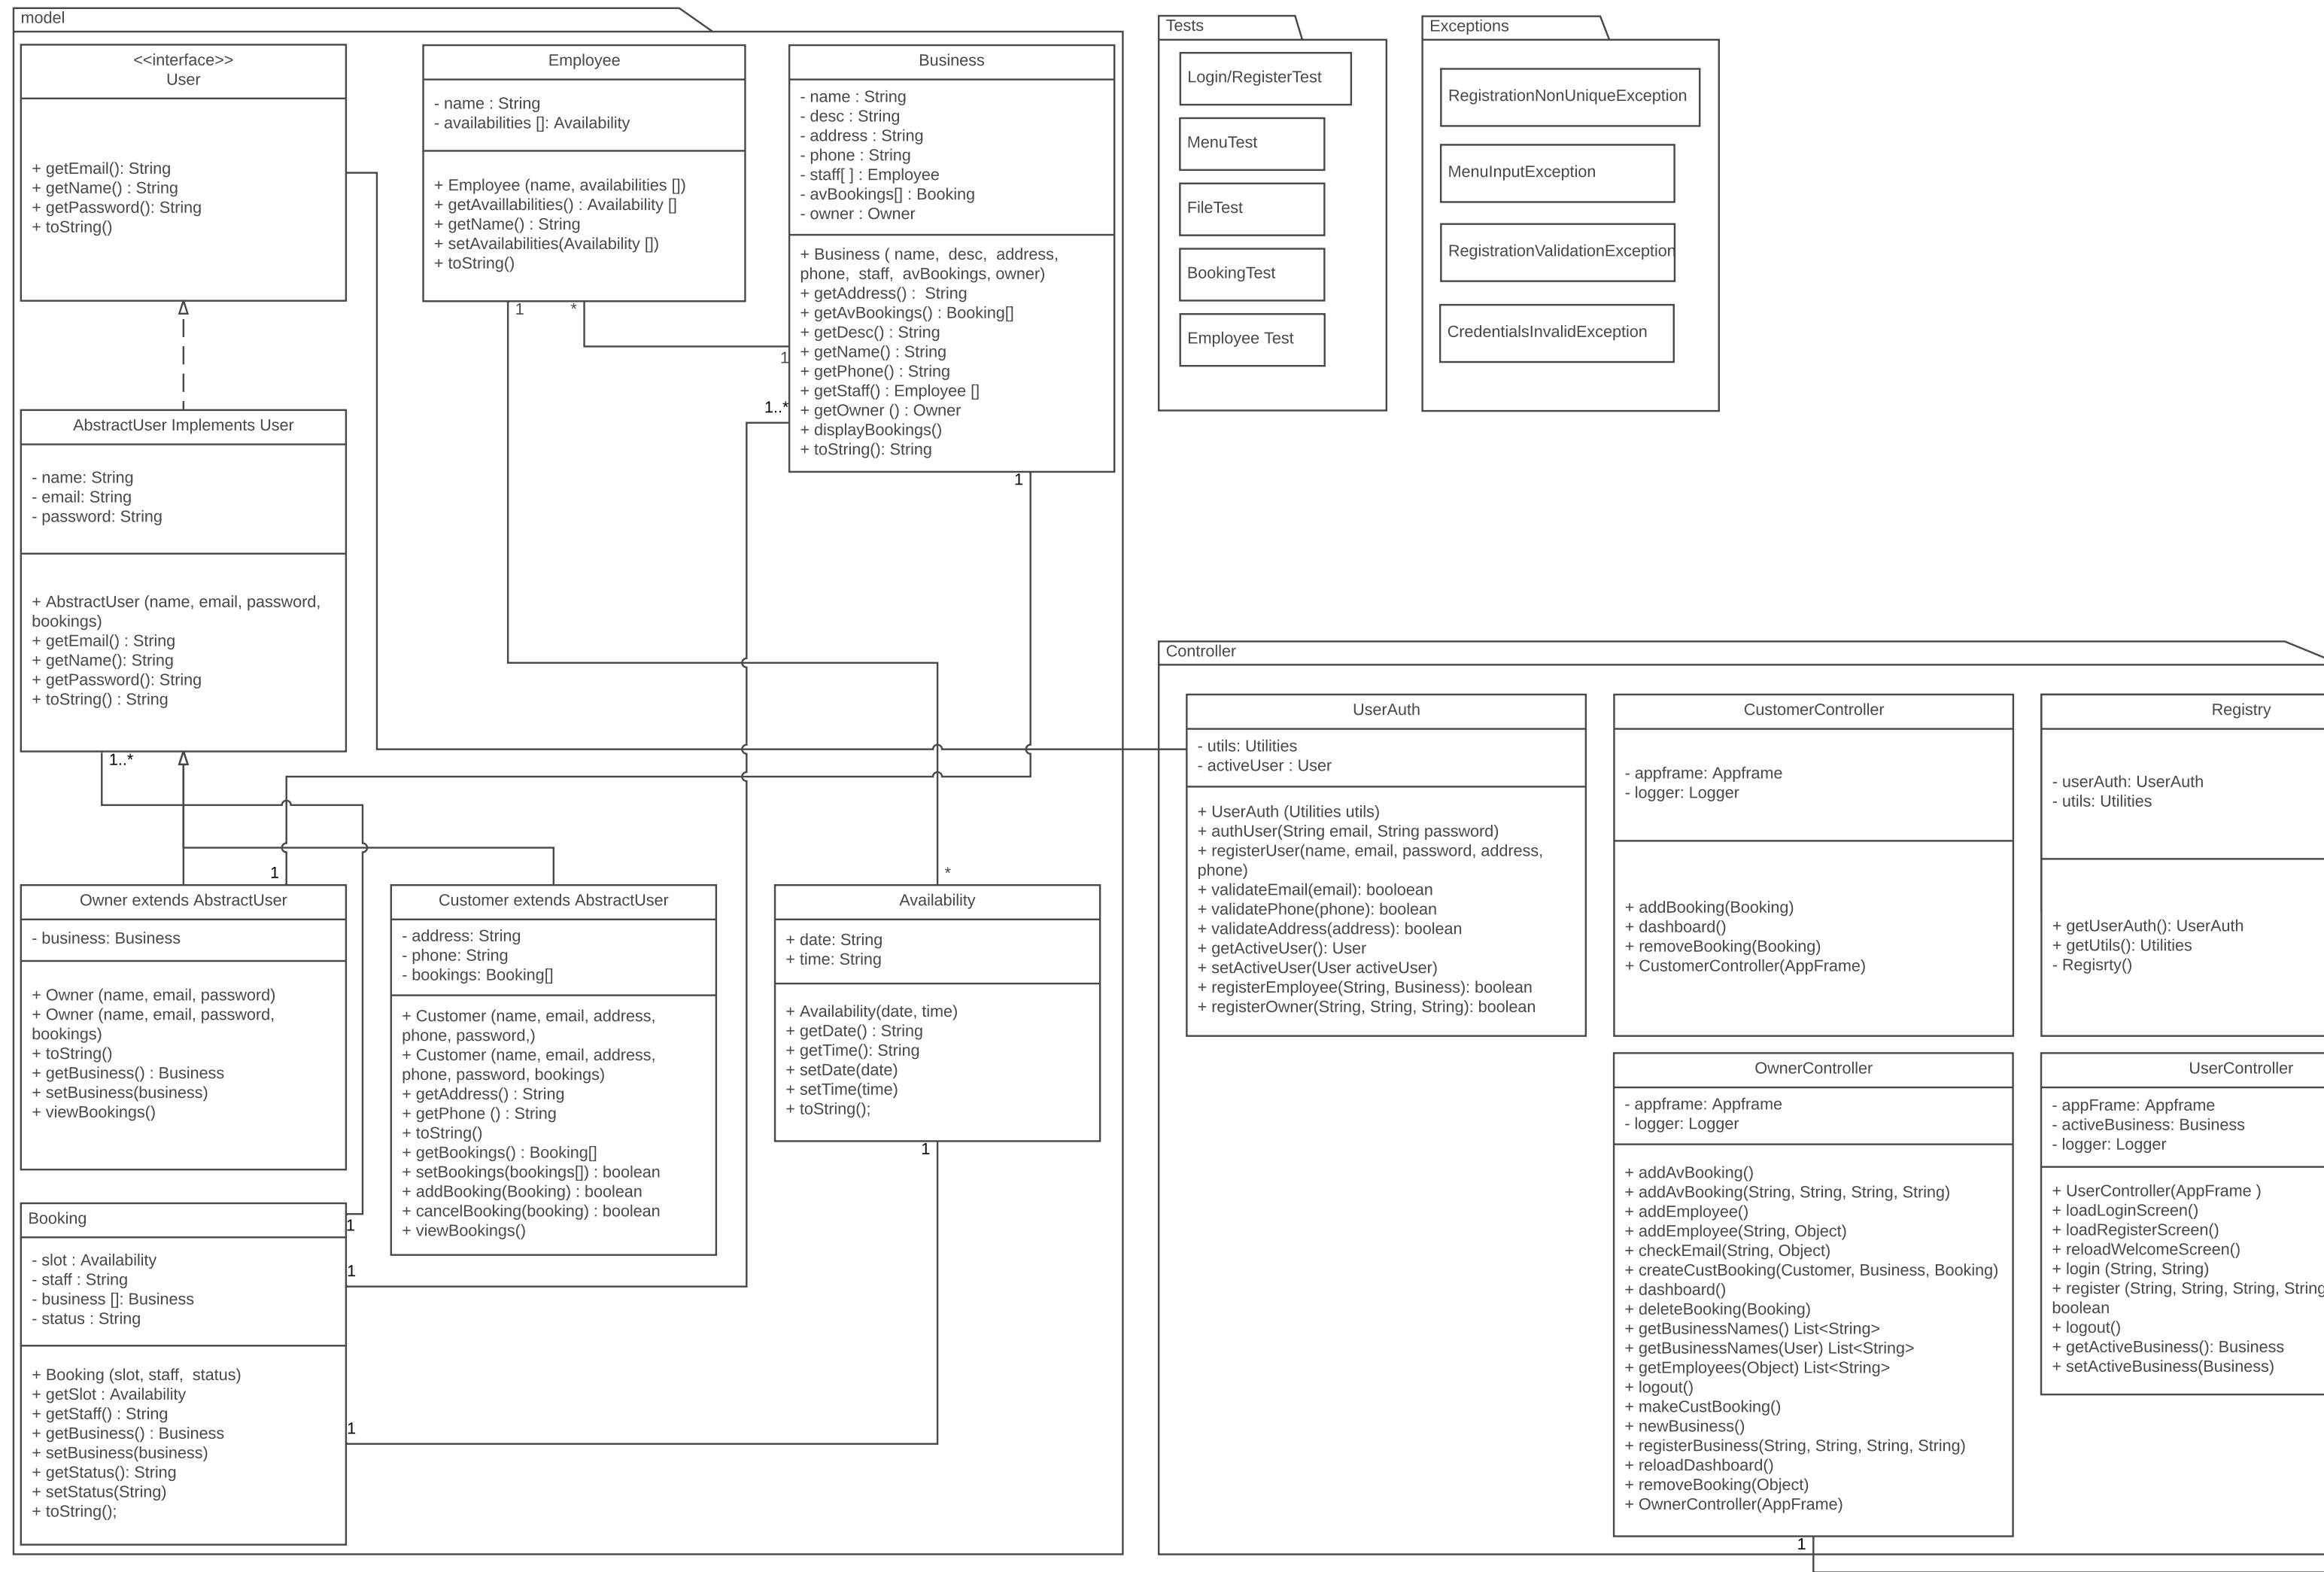 model
<<interface>>
User
+ getEmail(): String
+ getName() : String
+ getPassword(): String
+ toString()
Employee
- name : String
- availabilities []: Availability
+ Employee (name, availabilities [])
+ getAvaillabilities() : Availability []
+ getName() : String
+ setAvailabilities(Availability [])
+ toString()
1
*
Business
- name : String
- desc : String
- address : String
- phone : String
- staff[ ] : Employee
- avBookings[] : Booking
- owner : Owner
+ Business ( name, desc, address,
phone, staff, avBookings, owner)
+ getAddress() : String
+ getAvBookings() : Booking[]
+ getDesc() : String
+ getName() : String
+ getPhone() : String
+ getStaff() : Employee []
+ getOwner () : Owner
+ displayBookings()
+ toString(): String
1
1..*
1
AbstractUser Implements User
- name: String
- email: String
- password: String
+ AbstractUser (name, email, password,
bookings)
+ getEmail() : String
+ getName(): String
+ getPassword(): String
+ toString() : String
1..*
1
*
Owner extends AbstractUser
- business: Business
+ Owner (name, email, password)
+ Owner (name, email, password,
bookings)
+ toString()
+ getBusiness() : Business
+ setBusiness(business)
+ viewBookings()
Customer extends AbstractUser
- address: String
- phone: String
- bookings: Booking[]
+ Customer (name, email, address,
phone, password,)
+ Customer (name, email, address,
phone, password, bookings)
+ getAddress() : String
+ getPhone () : String
+ toString()
+ getBookings() : Booking[]
+ setBookings(bookings[]) : boolean
+ addBooking(Booking) : boolean
+ cancelBooking(booking) : boolean
+ viewBookings()
Availability
+ date: String
+ time: String
+ Availability(date, time)
+ getDate() : String
+ getTime(): String
+ setDate(date)
+ setTime(time)
+ toString();
1
Booking
- slot : Availability
- staff : String
- business []: Business
- status : String
+ Booking (slot, staff, status)
+ getSlot : Availability
+ getStaff() : String
+ getBusiness() : Business
+ setBusiness(business)
+ getStatus(): String
+ setStatus(String)
+ toString();
1
1
1
Tests
Login/RegisterTest
MenuTest
FileTest
BookingTest
Employee Test
Exceptions
RegistrationNonUniqueException
MenuInputException
RegistrationValidationException
CredentialsInvalidException
Controller
UserAuth
- utils: Utilities
- activeUser : User
+ UserAuth (Utilities utils)
+ authUser(String email, String password)
+ registerUser(name, email, password, address,
phone)
+ validateEmail(email): booloean
+ validatePhone(phone): boolean
+ validateAddress(address): boolean
+ getActiveUser(): User
+ setActiveUser(User activeUser)
+ registerEmployee(String, Business): boolean
+ registerOwner(String, String, String): boolean
CustomerController
- appframe: Appframe
- logger: Logger
+ addBooking(Booking)
+ dashboard()
+ removeBooking(Booking)
+ CustomerController(AppFrame)
Registry
- userAuth: UserAuth
- utils: Utilities
+ getUserAuth(): UserAuth
+ getUtils(): Utilities
- Regisrty()
OwnerController
- appframe: Appframe
- logger: Logger
+ addAvBooking()
+ addAvBooking(String, String, String, String)
+ addEmployee()
+ addEmployee(String, Object)
+ checkEmail(String, Object)
+ createCustBooking(Customer, Business, Booking)
+ dashboard()
+ deleteBooking(Booking)
+ getBusinessNames() List<String>
+ getBusinessNames(User) List<String>
+ getEmployees(Object) List<String>
+ logout()
+ makeCustBooking()
+ newBusiness()
+ registerBusiness(String, String, String, String)
+ reloadDashboard()
+ removeBooking(Object)
+ OwnerController(AppFrame)
1
UserController
- appFrame: Appframe
- activeBusiness: Business
- logger: Logger
+ UserController(AppFrame )
+ loadLoginScreen()
+ loadRegisterScreen()
+ reloadWelcomeScreen()
+ login (String, String)
+ register (String, String, String, String
boolean
+ logout()
+ getActiveBusiness(): Business
+ setActiveBusiness(Business)